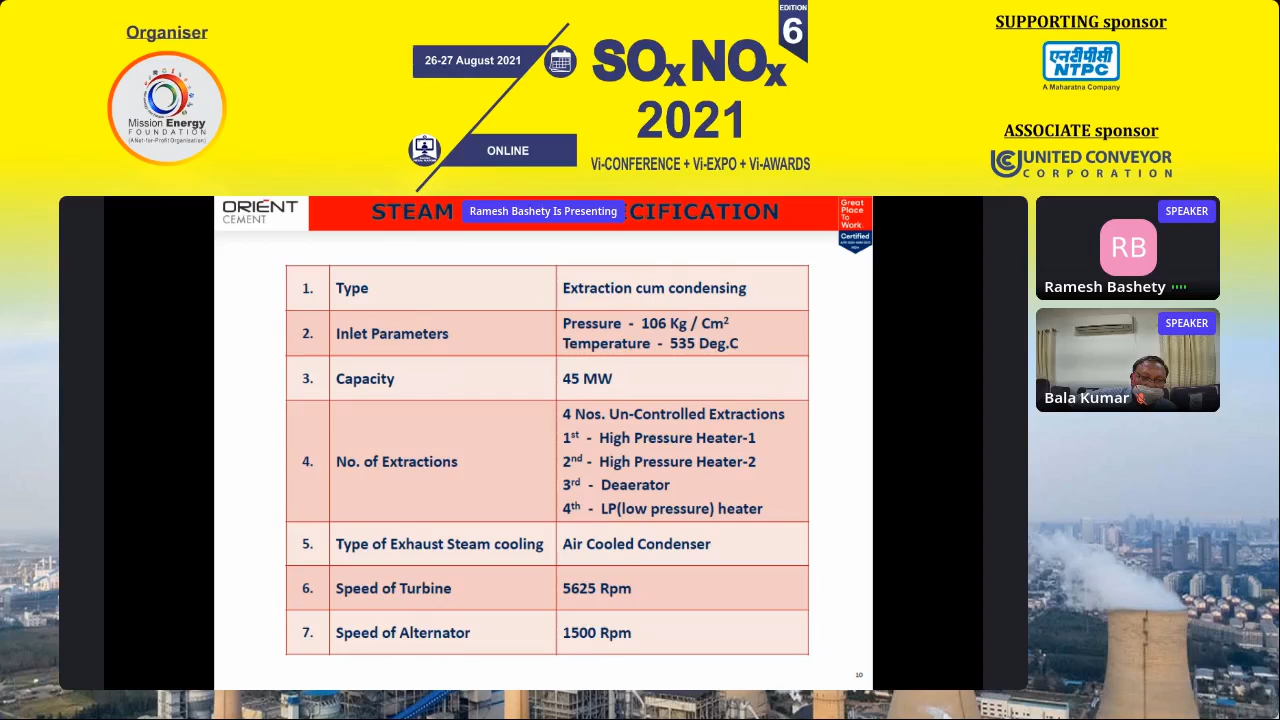 Organiser
Mission Energy
FOUNDATION
(A Not-for-Profit Organisation)
26-27 August 2021
ONLINE
EDITION
6
SOxNOx
2021
Vi-CONFERENCE + Vi-EXPO + Vi-AWARDS
SUPPORTING sponsor
एनटीपीसी
NTPC
A Maharatna Company
ASSOCIATE sponsor
UNITED CONVEYOR
CORPORATION
ORIENT
CEMENT
STEAM
Ramesh Bashety Is Presenting
CIFICATION
Great
Place
To
Work.
Certified
1. Type Extraction cum condensing
2. Inlet Parameters Pressure - 106 Kg / Cm2
Temperature - 535 Deg.C
3. Capacity 45 MW
4. No. of Extractions 4 Nos. Un-Controlled Extractions
1st - High Pressure Heater-1
2nd - High Pressure Heater-2
3rd - Deaerator
4th - LP(low pressure) heater
5. Type of Exhaust Steam cooling Air Cooled Condenser
6. Speed of Turbine 5625 Rpm
7. Speed of Alternator 1500 Rpm
10
SPEAKER
RB
Ramesh Bashety
SPEAKER
Bala Kumar